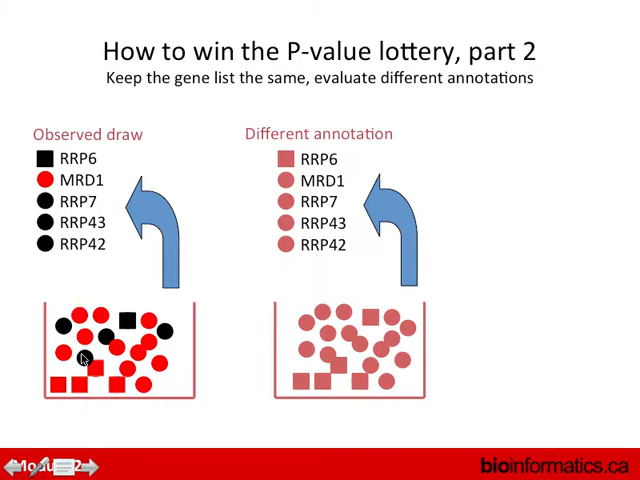 How to win the P-value lottery, part 2
Keep the gene list the same, evaluate different annotations
Observed draw
RRP6
MRD1
RRP7
RRP43
RRP42
Different annotation
RRP6
MRD1
RRP7
RRP43
RRP42
bioinformatics.ca